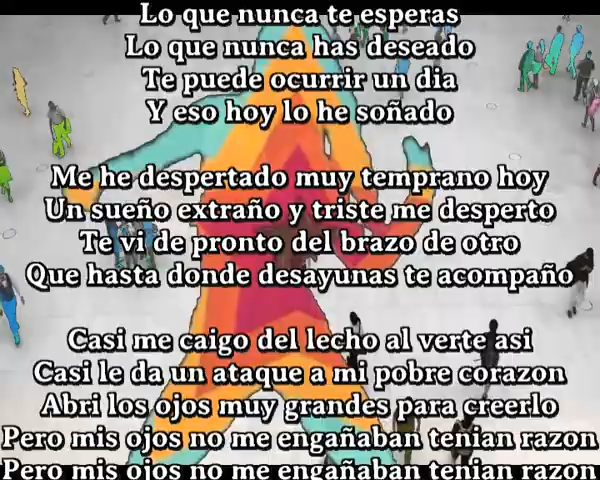 Lo que nunca te esperas
Lo que nunca has deseado
Te puede ocurrir un dia
Y eso hoy lo he soñado
Me he despertado muy temprano hoy
Un sueño extraño y triste me desperto
Te vi de pronto del brazo de otro
Que hasta donde desayunas te acompaño
Casi me caigo del lecho al verte asi
Casi le da un ataque a mi pobre corazon
Abri los ojos muy grandes para creerlo
Pero mis ojos no me engañaban tenian razon
Pero mis ojos no me engañaban tenian razon